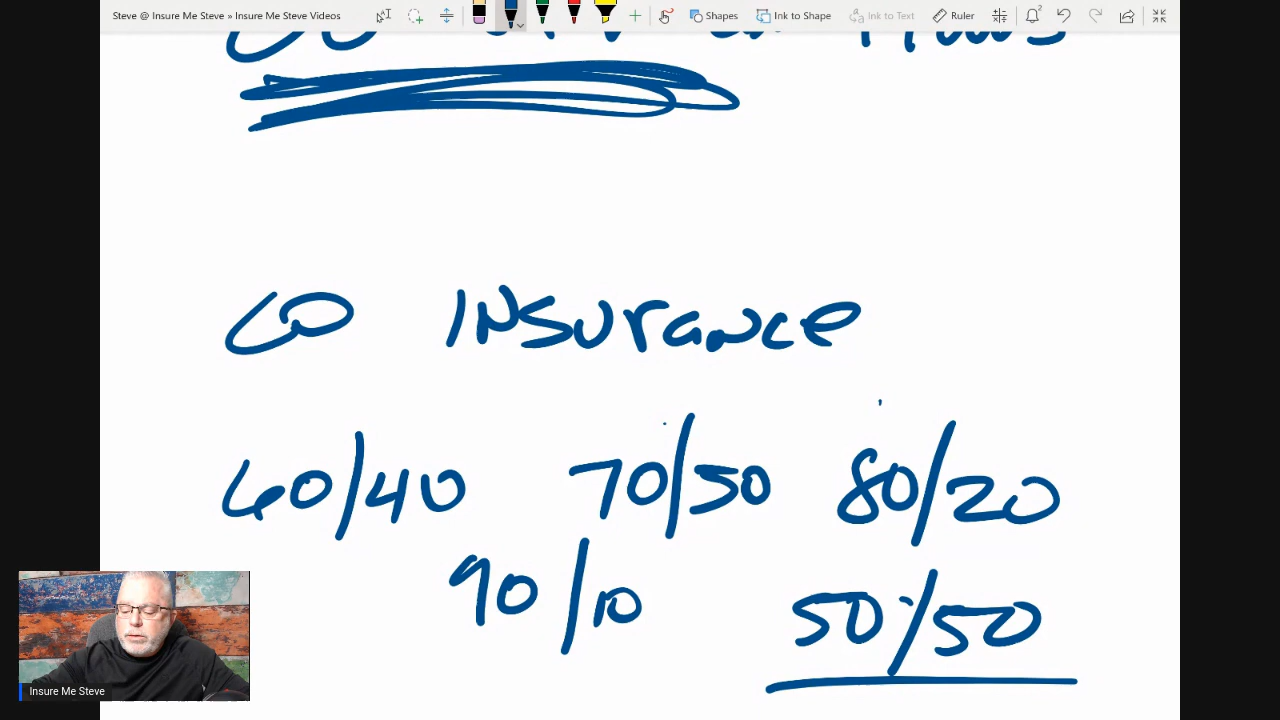 Steve @ Insure Me Steve » Insure Me Steve Videos Shapes Ink to Shape Ink to Text Ruler
CO INSurance
60/40 70/30 80/20
90/10 50/50
Insure Me Steve